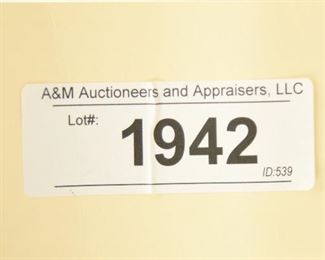 A&M Auctioneers and Appraisers, LLC
Lot#:
1942
ID:539